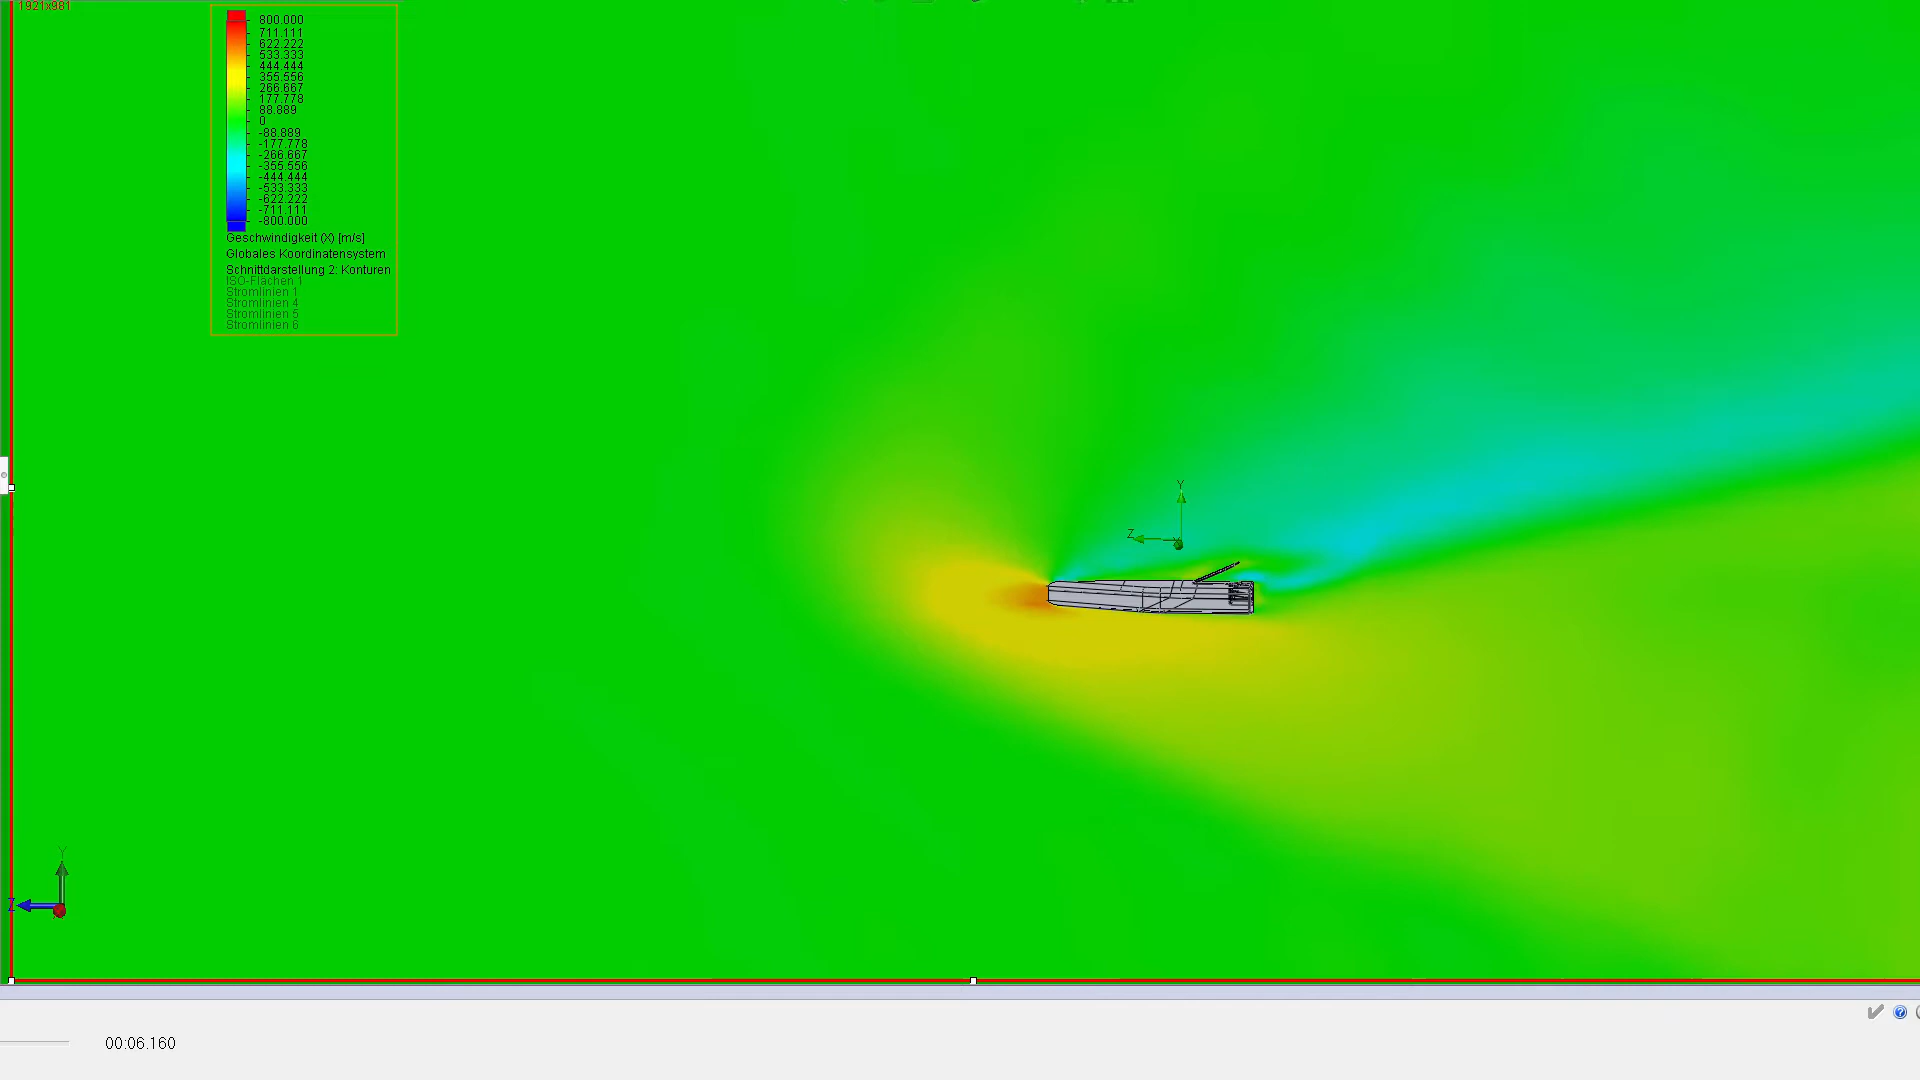 1921x981
800.000
711.111
622.222
533.333
444.444
355.556
266.667
177.778
88.889
0
-88.889
-177.778
-266.667
-355.556
-444.444
-533.333
-622.222
-711.111
-800.000
Geschwindigkeit (X) [m/s]
Globales Koordinatensystem
Schnittdarstellung 2: Konturen
ISO-Flächen 1
Stromlinien 1
Stromlinien 4
Stromlinien 5
Stromlinien 6
Y
Z
Y
Z
00:06.160